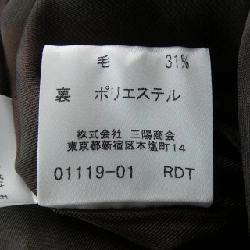 毛 31%
裏 ポリエステル
株式会社 三陽商会
東京都新宿区本塩町14
01119-01 RDT